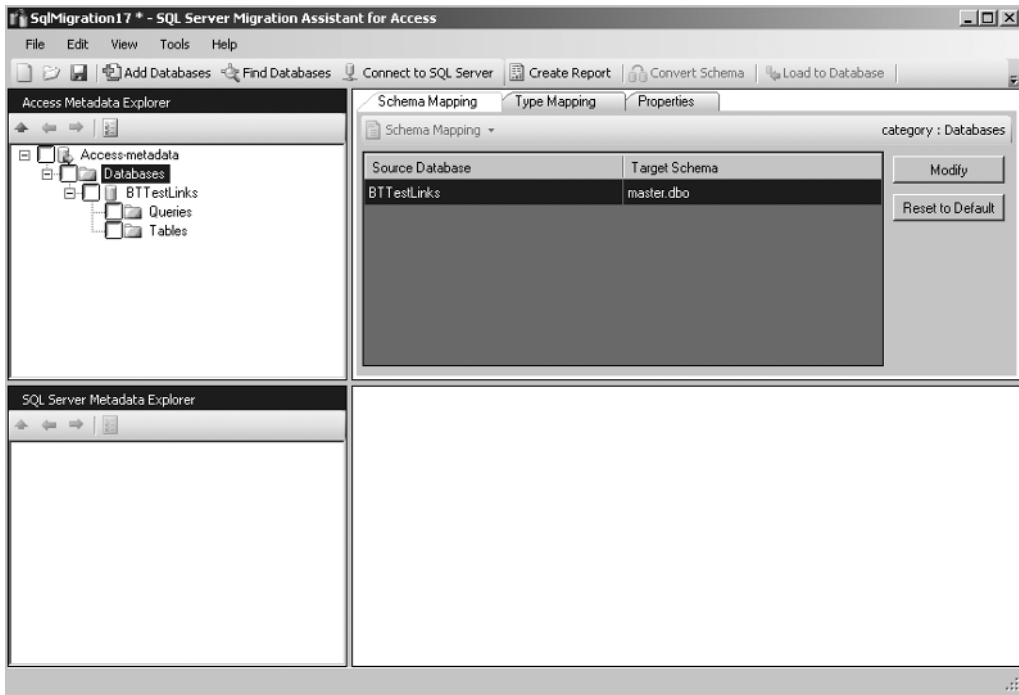 SqlMigration17 * - SQL Server Migration Assistant for Access
File Edit View Tools Help
Add Databases Find Databases Connect to SQL Server Create Report Convert Schema Load to Database
Access Metadata Explorer
Access-metadata
Databases
BTTestLinks
Queries
Tables
Schema Mapping Type Mapping Properties
Schema Mapping category : Databases
Source Database Target Schema
BTTestLinks master.dbo
Modify
Reset to Default
SQL Server Metadata Explorer